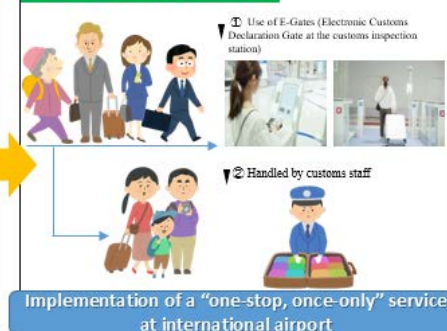 ① Use of E-Gates (Electronic Customs
Declaration Gate at the customs inspection
station)
② Handled by customs staff
Implementation of a “one-stop, once-only” service
at international airport